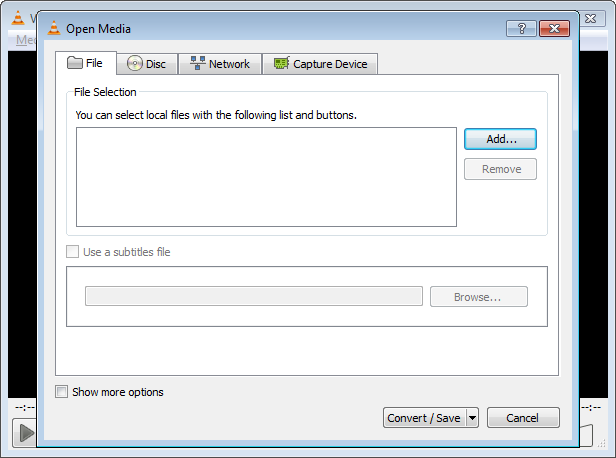 Open Media
?
File
Disc
Network
Capture Device
File Selection
You can select local files with the following list and buttons.
Add...
Remove
Use a subtitles file
Browse...
Show more options
--:-- --:--
Convert / Save
Cancel